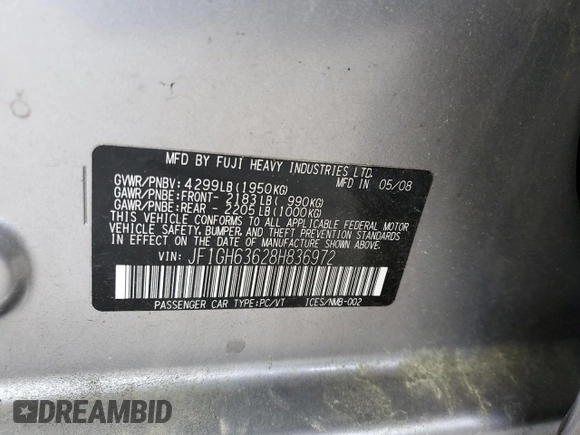 MFD BY FUJI HEAVY INDUSTRIES LTD.
GVWR/PNBV: 4299LB(1950KG) MFD IN 05/08
GAWR/PNBE:FRONT- 2183LB( 990KG)
GAWR/PNBE:REAR - 2205LB(1000KG)
THIS VEHICLE CONFORMS TO ALL APPLICABLE FEDERAL MOTOR
VEHICLE SAFETY, BUMPER, AND THEFT PREVENTION STANDARDS
IN EFFECT ON THE DATE OF MANUFACTURE SHOWN ABOVE.
VIN: JF1GH63628H836972
PASSENGER CAR TYPE:PC/VT ICES/NMB-002
DREAMBID